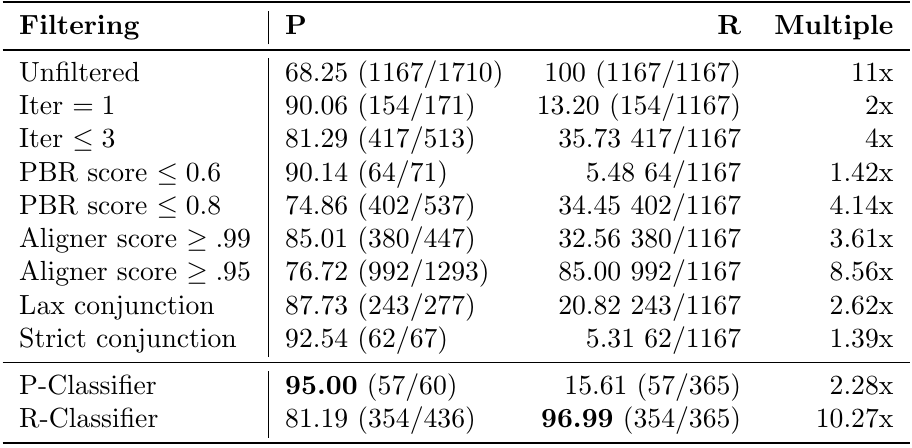 Filtering P R Multiple
Unfiltered 68.25 (1167/1710) 100 (1167/1167) 11x
Iter = 1 90.06 (154/171) 13.20 (154/1167) 2x
Iter ≤ 3 81.29 (417/513) 35.73 417/1167 4x
PBR score ≤ 0.6 90.14 (64/71) 5.48 64/1167 1.42x
PBR score ≤ 0.8 74.86 (402/537) 34.45 402/1167 4.14x
Aligner score ≥ .99 85.01 (380/447) 32.56 380/1167 3.61x
Aligner score ≥ .95 76.72 (992/1293) 85.00 992/1167 8.56x
Lax conjunction 87.73 (243/277) 20.82 243/1167 2.62x
Strict conjunction 92.54 (62/67) 5.31 62/1167 1.39x
P-Classifier 95.00 (57/60) 15.61 (57/365) 2.28x
R-Classifier 81.19 (354/436) 96.99 (354/365) 10.27x